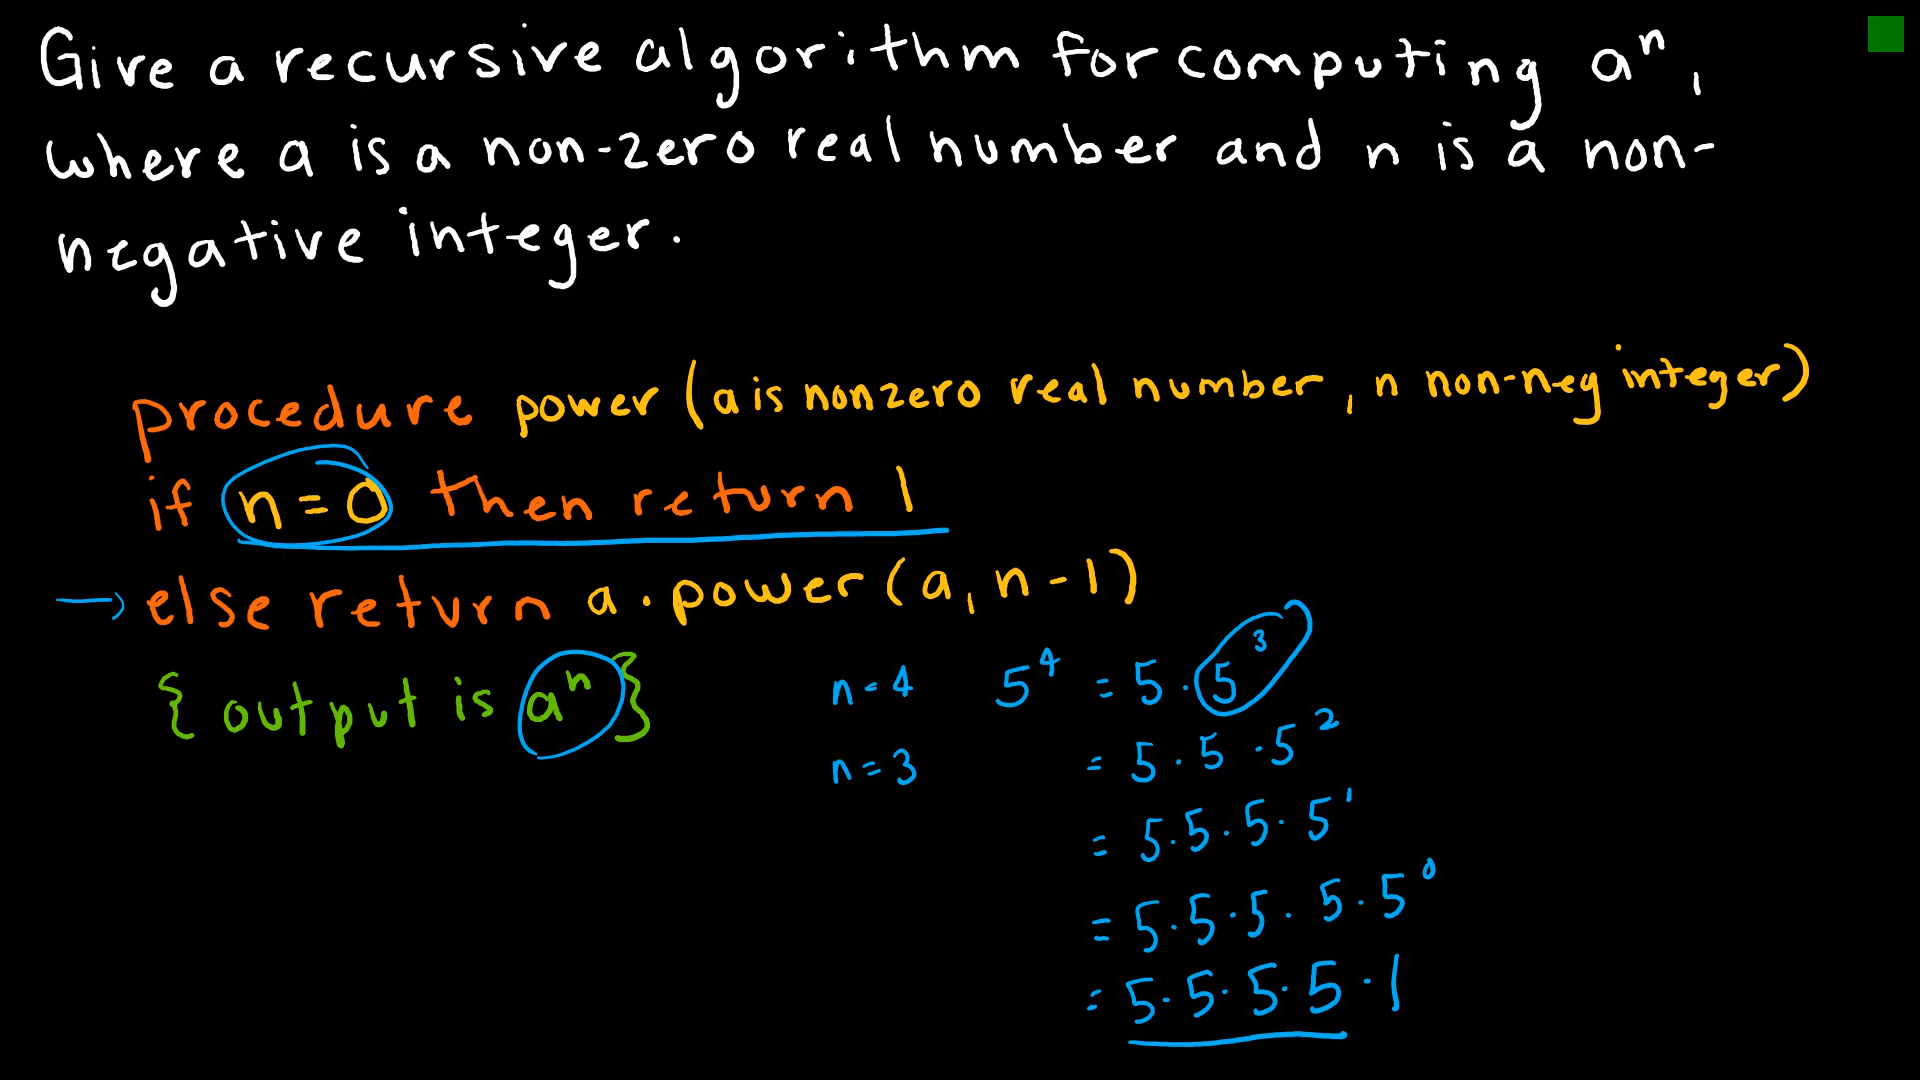 Give a recursive algorithm for computing aⁿ,
where a is a non-zero real number and n is a non-
negative integer.
procedure power (a is nonzero real number, n non-neg integer)
if n = 0 then return 1
→ else return a · power (a, n - 1)
{ output is aⁿ }
n = 4 5⁴ = 5 · 5³
n = 3 = 5 · 5 · 5²
= 5 · 5 · 5 · 5¹
= 5 · 5 · 5 · 5 · 5⁰
= 5 · 5 · 5 · 5 · 1